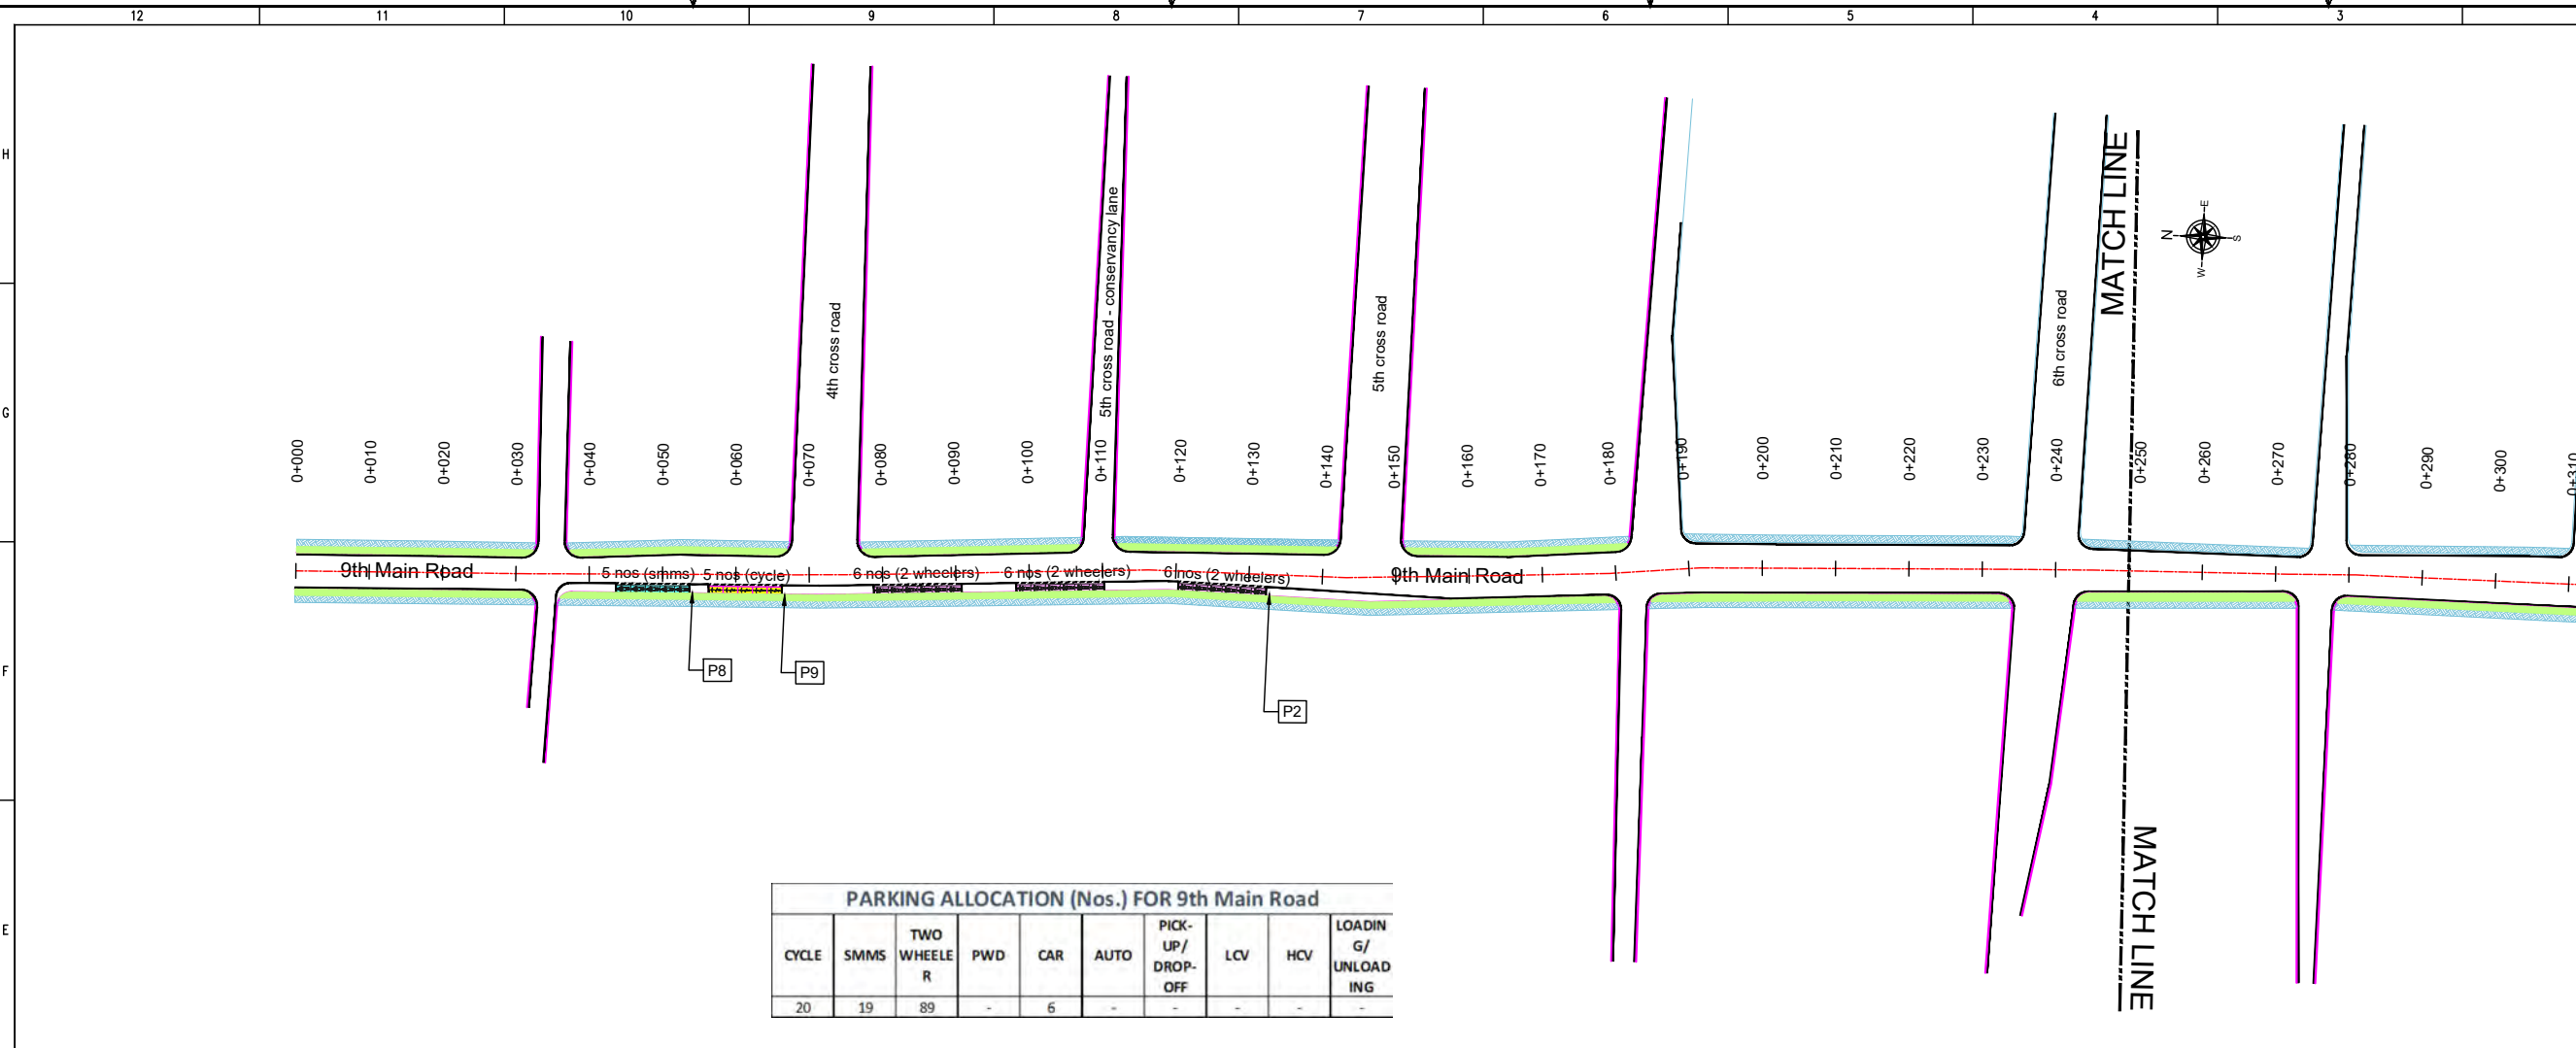 12 11 10 9 8 7 6 5 4 3
H
G
F
E
MATCH LINE
N E S W
4th cross road
5th cross road - conservancy lane
5th cross road
6th cross road
0+000 0+010 0+020 0+030 0+040 0+050 0+060 0+070 0+080 0+090 0+100 0+110 0+120 0+130 0+140 0+150 0+160 0+170 0+180 0+190 0+200 0+210 0+220 0+230 0+240 0+250 0+260 0+270 0+280 0+290 0+300 0+310
9th Main Road 5 nos (smms) 5 nos (cycle) 6 nos (2 wheelers) 6 nos (2 wheelers) 6 nos (2 wheelers) 9th Main Road
P8 P9 P2
MATCH LINE
PARKING ALLOCATION (Nos.) FOR 9th Main Road
CYCLE SMMS TWO WHEELE R PWD CAR AUTO PICK- UP/ DROP- OFF LCV HCV LOADIN G/ UNLOAD ING
20 19 89 - 6 - - - - -